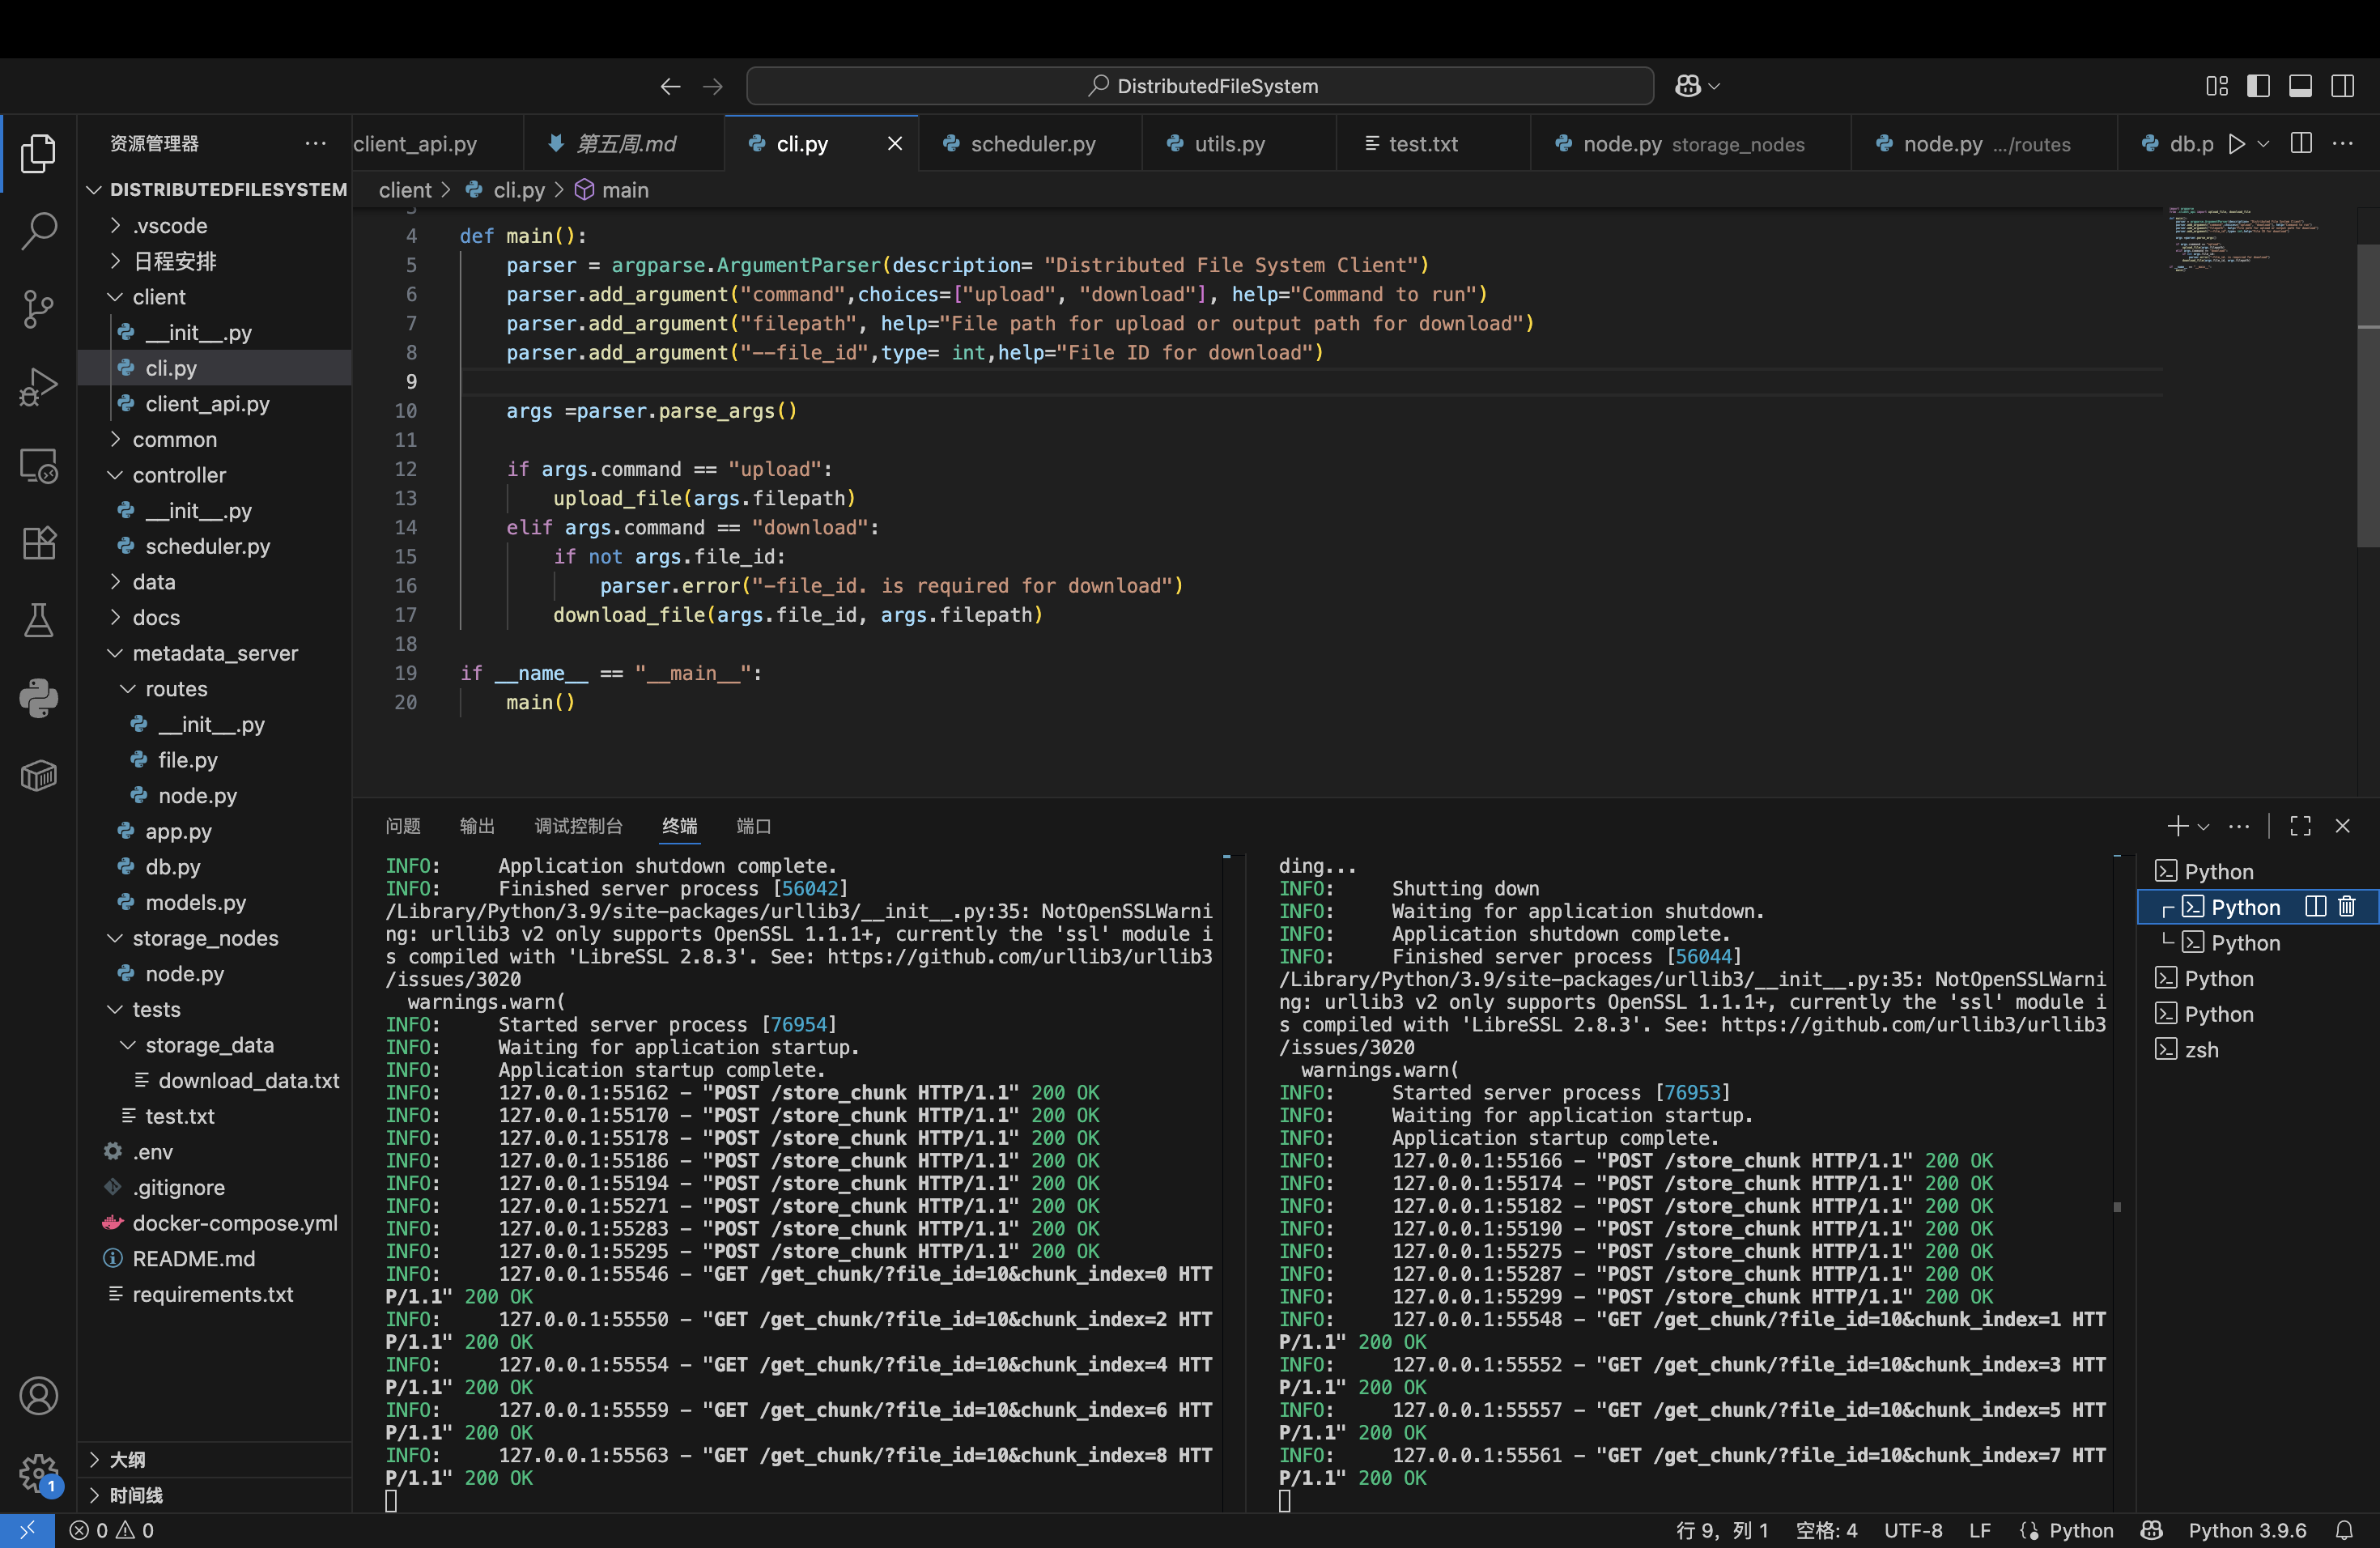 DistributedFileSystem
资源管理器
client_api.py
第五周.md
cli.py
scheduler.py
utils.py
test.txt
node.py storage_nodes
node.py .../routes
db.p
DISTRIBUTEDFILESYSTEM
.vscode
日程安排
client
__init__.py
cli.py
client_api.py
common
controller
__init__.py
scheduler.py
data
docs
metadata_server
routes
__init__.py
file.py
node.py
app.py
db.py
models.py
storage_nodes
node.py
tests
storage_data
download_data.txt
test.txt
.env
.gitignore
docker-compose.yml
README.md
requirements.txt
大纲
时间线
client > cli.py > main
4 def main():
5 parser = argparse.ArgumentParser(description= "Distributed File System Client")
6 parser.add_argument("command",choices=["upload", "download"], help="Command to run")
7 parser.add_argument("filepath", help="File path for upload or output path for download")
8 parser.add_argument("--file_id",type= int,help="File ID for download")
9
10 args =parser.parse_args()
11
12 if args.command == "upload":
13 upload_file(args.filepath)
14 elif args.command == "download":
15 if not args.file_id:
16 parser.error("-file_id. is required for download")
17 download_file(args.file_id, args.filepath)
18
19 if __name__ == "__main__":
20 main()
问题 输出 调试控制台 终端 端口
INFO: Application shutdown complete.
INFO: Finished server process [56042]
/Library/Python/3.9/site-packages/urllib3/__init__.py:35: NotOpenSSLWarni
ng: urllib3 v2 only supports OpenSSL 1.1.1+, currently the 'ssl' module i
s compiled with 'LibreSSL 2.8.3'. See: https://github.com/urllib3/urllib3
/issues/3020
warnings.warn(
INFO: Started server process [76954]
INFO: Waiting for application startup.
INFO: Application startup complete.
INFO: 127.0.0.1:55162 - "POST /store_chunk HTTP/1.1" 200 OK
INFO: 127.0.0.1:55170 - "POST /store_chunk HTTP/1.1" 200 OK
INFO: 127.0.0.1:55178 - "POST /store_chunk HTTP/1.1" 200 OK
INFO: 127.0.0.1:55186 - "POST /store_chunk HTTP/1.1" 200 OK
INFO: 127.0.0.1:55194 - "POST /store_chunk HTTP/1.1" 200 OK
INFO: 127.0.0.1:55271 - "POST /store_chunk HTTP/1.1" 200 OK
INFO: 127.0.0.1:55283 - "POST /store_chunk HTTP/1.1" 200 OK
INFO: 127.0.0.1:55295 - "POST /store_chunk HTTP/1.1" 200 OK
INFO: 127.0.0.1:55546 - "GET /get_chunk/?file_id=10&chunk_index=0 HTT
P/1.1" 200 OK
INFO: 127.0.0.1:55550 - "GET /get_chunk/?file_id=10&chunk_index=2 HTT
P/1.1" 200 OK
INFO: 127.0.0.1:55554 - "GET /get_chunk/?file_id=10&chunk_index=4 HTT
P/1.1" 200 OK
INFO: 127.0.0.1:55559 - "GET /get_chunk/?file_id=10&chunk_index=6 HTT
P/1.1" 200 OK
INFO: 127.0.0.1:55563 - "GET /get_chunk/?file_id=10&chunk_index=8 HTT
P/1.1" 200 OK
ding...
INFO: Shutting down
INFO: Waiting for application shutdown.
INFO: Application shutdown complete.
INFO: Finished server process [56044]
/Library/Python/3.9/site-packages/urllib3/__init__.py:35: NotOpenSSLWarni
ng: urllib3 v2 only supports OpenSSL 1.1.1+, currently the 'ssl' module i
s compiled with 'LibreSSL 2.8.3'. See: https://github.com/urllib3/urllib3
/issues/3020
warnings.warn(
INFO: Started server process [76953]
INFO: Waiting for application startup.
INFO: Application startup complete.
INFO: 127.0.0.1:55166 - "POST /store_chunk HTTP/1.1" 200 OK
INFO: 127.0.0.1:55174 - "POST /store_chunk HTTP/1.1" 200 OK
INFO: 127.0.0.1:55182 - "POST /store_chunk HTTP/1.1" 200 OK
INFO: 127.0.0.1:55190 - "POST /store_chunk HTTP/1.1" 200 OK
INFO: 127.0.0.1:55275 - "POST /store_chunk HTTP/1.1" 200 OK
INFO: 127.0.0.1:55287 - "POST /store_chunk HTTP/1.1" 200 OK
INFO: 127.0.0.1:55299 - "POST /store_chunk HTTP/1.1" 200 OK
INFO: 127.0.0.1:55548 - "GET /get_chunk/?file_id=10&chunk_index=1 HTT
P/1.1" 200 OK
INFO: 127.0.0.1:55552 - "GET /get_chunk/?file_id=10&chunk_index=3 HTT
P/1.1" 200 OK
INFO: 127.0.0.1:55557 - "GET /get_chunk/?file_id=10&chunk_index=5 HTT
P/1.1" 200 OK
INFO: 127.0.0.1:55561 - "GET /get_chunk/?file_id=10&chunk_index=7 HTT
P/1.1" 200 OK
Python
Python
Python
Python
Python
zsh
1
0 0
行 9, 列 1 空格: 4 UTF-8 LF Python Python 3.9.6